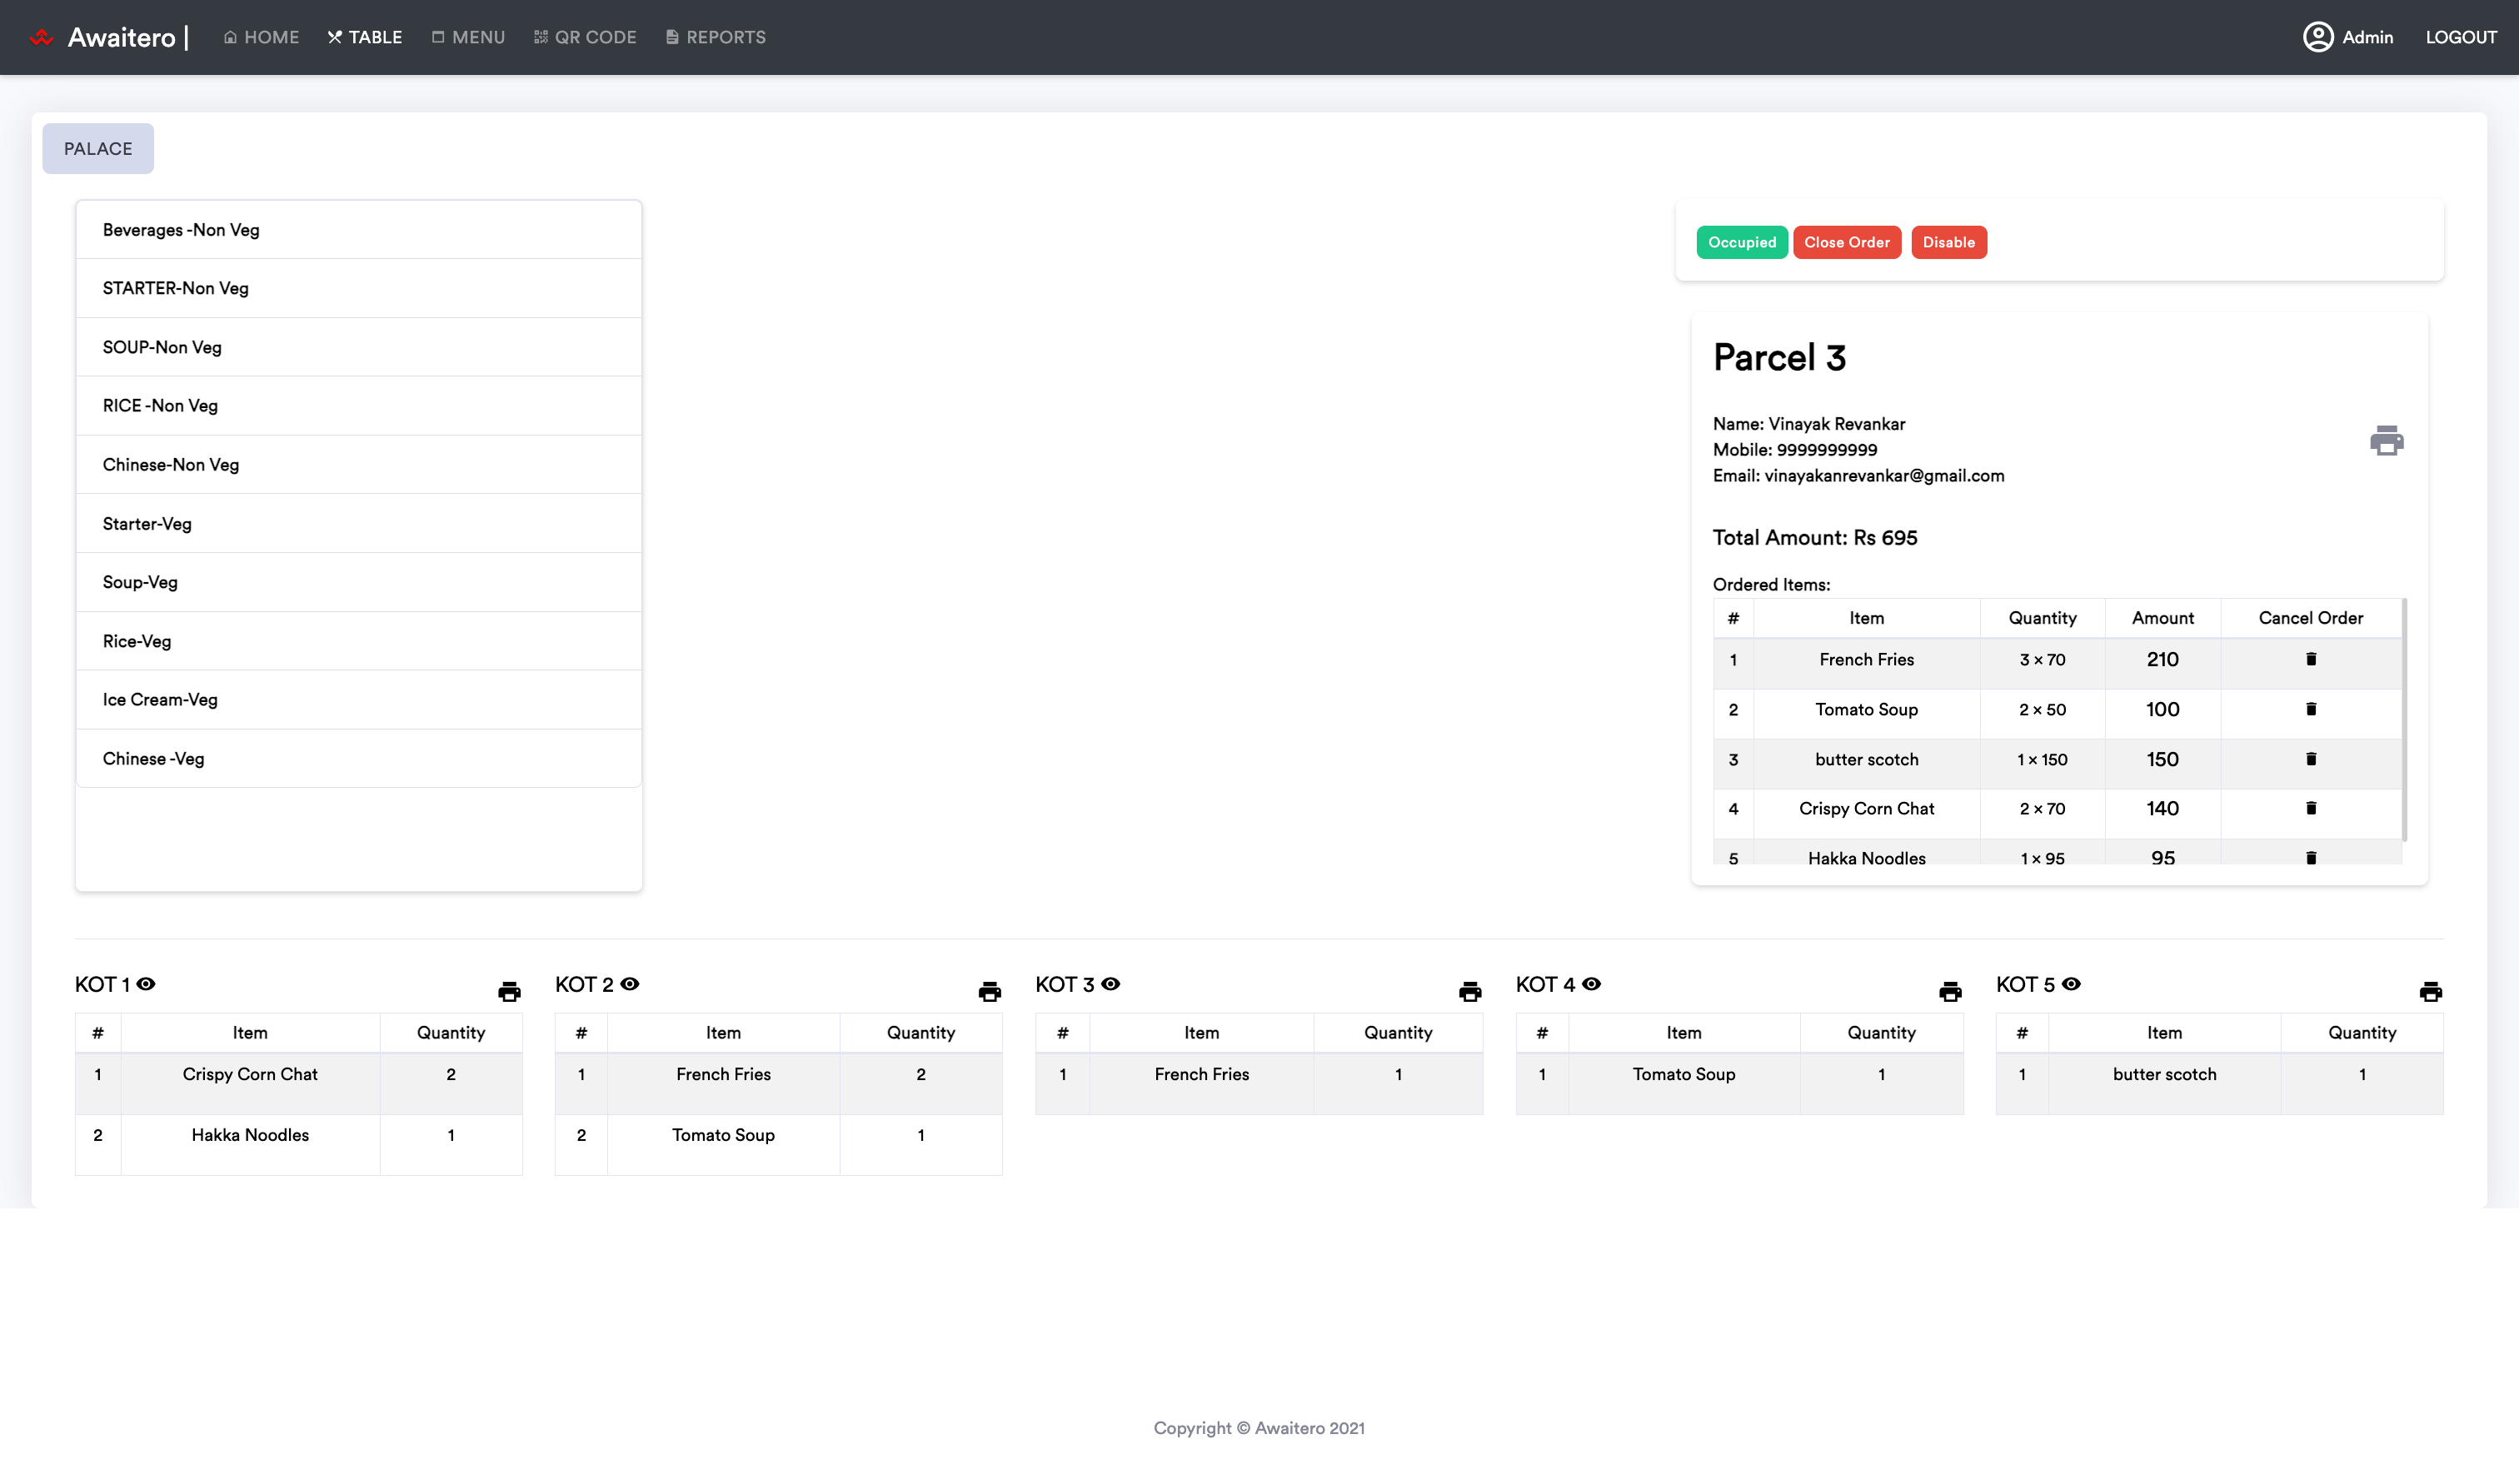 Awaitero |
HOME
TABLE
MENU
QR CODE
REPORTS
Admin
LOGOUT
PALACE
Beverages -Non Veg
STARTER-Non Veg
SOUP-Non Veg
RICE -Non Veg
Chinese-Non Veg
Starter-Veg
Soup-Veg
Rice-Veg
Ice Cream-Veg
Chinese -Veg
Occupied Close Order Disable
Parcel 3
Name: Vinayak Revankar
Mobile: 9999999999
Email: vinayakanrevankar@gmail.com
Total Amount: Rs 695
Ordered Items:
# Item Quantity Amount Cancel Order
1 French Fries 3 × 70 210
2 Tomato Soup 2 × 50 100
3 butter scotch 1 × 150 150
4 Crispy Corn Chat 2 × 70 140
5 Hakka Noodles 1 × 95 95
KOT 1
# Item Quantity
1 Crispy Corn Chat 2
2 Hakka Noodles 1
KOT 2
# Item Quantity
1 French Fries 2
2 Tomato Soup 1
KOT 3
# Item Quantity
1 French Fries 1
KOT 4
# Item Quantity
1 Tomato Soup 1
KOT 5
# Item Quantity
1 butter scotch 1
Copyright © Awaitero 2021